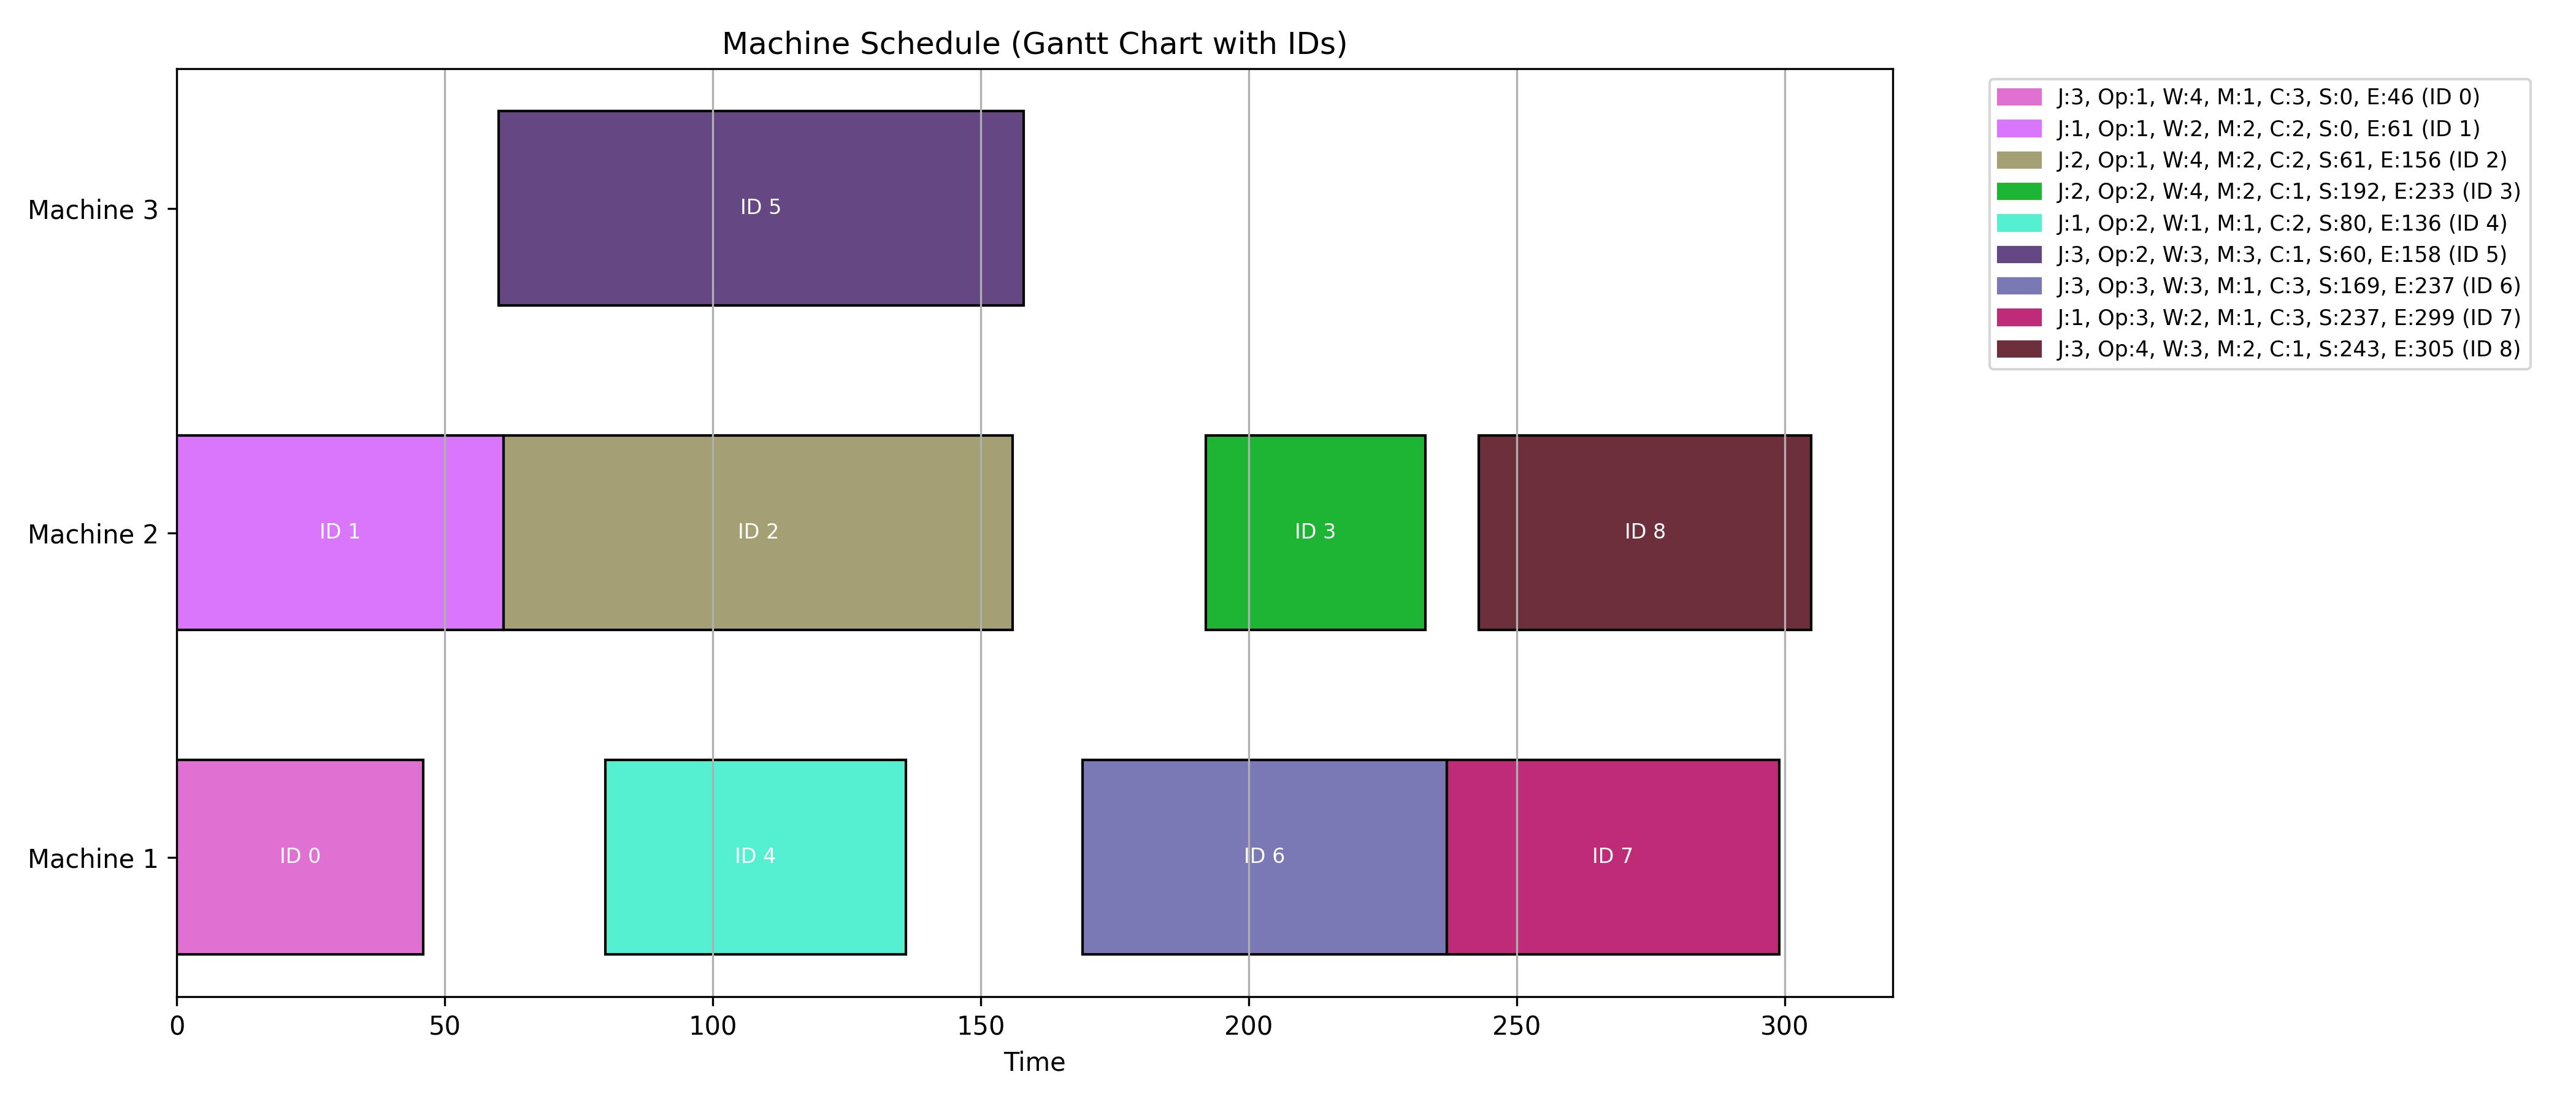 Machine Schedule (Gantt Chart with IDs)
J:3, Op:1, W:4, M:1, C:3, S:0, E:46 (ID 0)
J:1, Op:1, W:2, M:2, C:2, S:0, E:61 (ID 1)
J:2, Op:1, W:4, M:2, C:2, S:61, E:156 (ID 2)
J:2, Op:2, W:4, M:2, C:1, S:192, E:233 (ID 3)
J:1, Op:2, W:1, M:1, C:2, S:80, E:136 (ID 4)
J:3, Op:2, W:3, M:3, C:1, S:60, E:158 (ID 5)
J:3, Op:3, W:3, M:1, C:3, S:169, E:237 (ID 6)
J:1, Op:3, W:2, M:1, C:3, S:237, E:299 (ID 7)
J:3, Op:4, W:3, M:2, C:1, S:243, E:305 (ID 8)
Machine 3
ID 5
Machine 2
ID 1
ID 2
ID 3
ID 8
Machine 1
ID 0
ID 4
ID 6
ID 7
0
50
100
150
200
250
300
Time